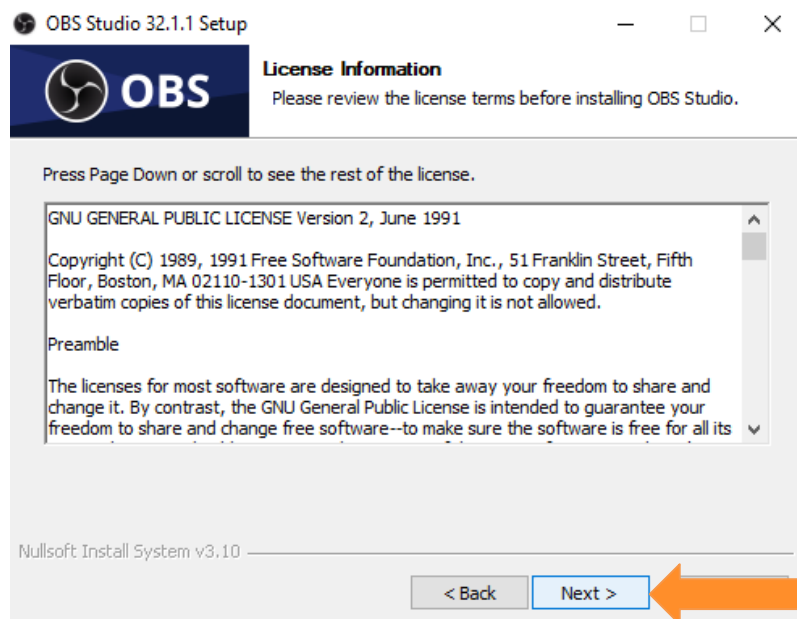 OBS Studio 32.1.1 Setup
OBS
License Information
Please review the license terms before installing OBS Studio.
Press Page Down or scroll to see the rest of the license.
GNU GENERAL PUBLIC LICENSE Version 2, June 1991
Copyright (C) 1989, 1991 Free Software Foundation, Inc., 51 Franklin Street, Fifth
Floor, Boston, MA 02110-1301 USA Everyone is permitted to copy and distribute
verbatim copies of this license document, but changing it is not allowed.
Preamble
The licenses for most software are designed to take away your freedom to share and
change it. By contrast, the GNU General Public License is intended to guarantee your
freedom to share and change free software--to make sure the software is free for all its
Nullsoft Install System v3.10
< Back
Next >